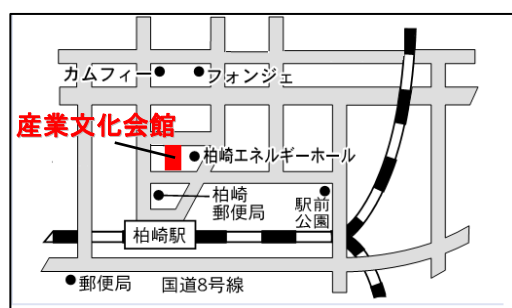 カムフィー
フォンジェ
産業文化会館
柏崎エネルギーホール
柏崎
郵便局
駅前
公園
柏崎駅
郵便局
国道8号線